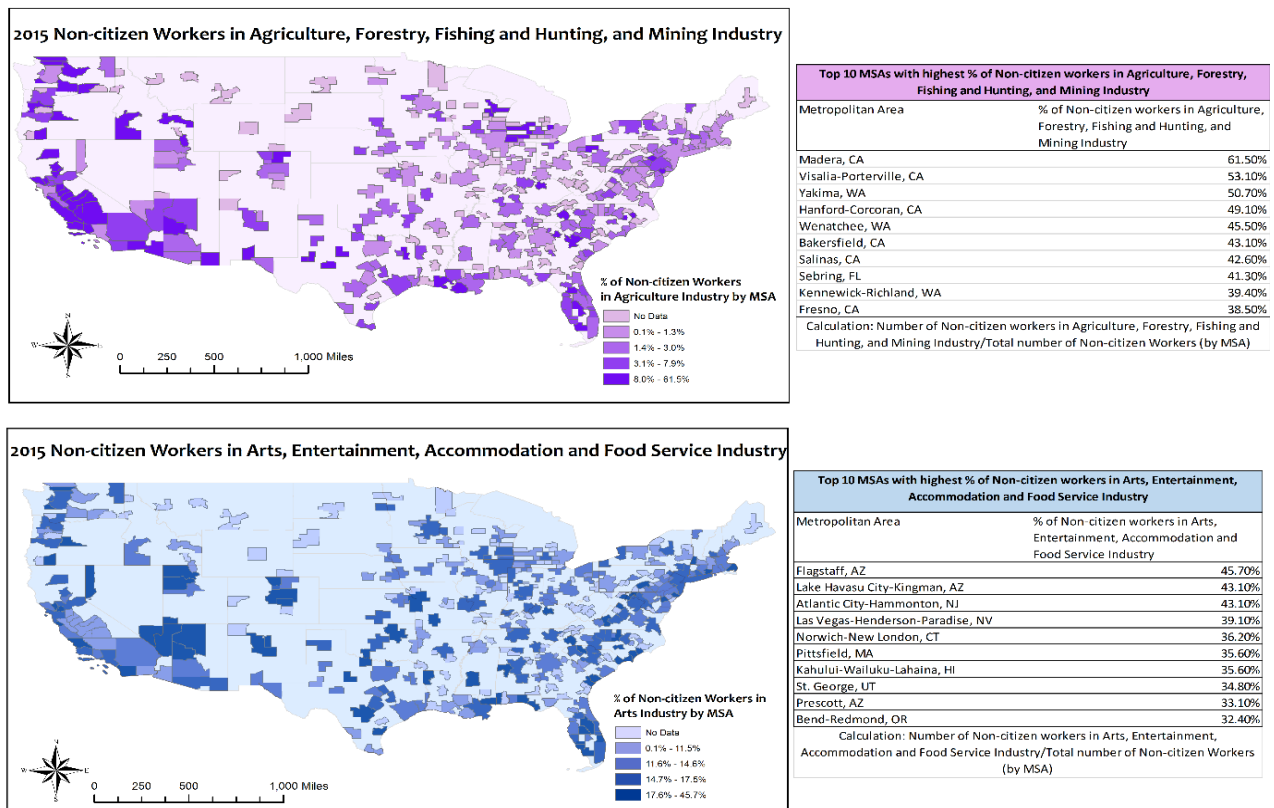 2015 Non-citizen Workers in Agriculture, Forestry, Fishing and Hunting, and Mining Industry
% of Non-citizen Workers
in Agriculture Industry by MSA
No Data
0.1% - 1.3%
1.4% - 3.0%
3.1% - 7.9%
8.0% - 61.5%
N
W
E
S
0 250 500 1,000 Miles
Top 10 MSAs with highest % of Non-citizen workers in Agriculture, Forestry,
Fishing and Hunting, and Mining Industry
Metropolitan Area % of Non-citizen workers in Agriculture,
Forestry, Fishing and Hunting, and
Mining Industry
Madera, CA 61.50%
Visalia-Porterville, CA 53.10%
Yakima, WA 50.70%
Hanford-Corcoran, CA 49.10%
Wenatchee, WA 45.50%
Bakersfield, CA 43.10%
Salinas, CA 42.60%
Sebring, FL 41.30%
Kennewick-Richland, WA 39.40%
Fresno, CA 38.50%
Calculation: Number of Non-citizen workers in Agriculture, Forestry, Fishing and
Hunting, and Mining Industry/Total number of Non-citizen Workers (by MSA)
2015 Non-citizen Workers in Arts, Entertainment, Accommodation and Food Service Industry
% of Non-citizen Workers in
Arts Industry by MSA
No Data
0.1% - 11.5%
11.6% - 14.6%
14.7% - 17.5%
17.6% - 45.7%
N
W
E
S
0 250 500 1,000 Miles
Top 10 MSAs with highest % of Non-citizen workers in Arts, Entertainment,
Accommodation and Food Service Industry
Metropolitan Area % of Non-citizen workers in Arts,
Entertainment, Accommodation and
Food Service Industry
Flagstaff, AZ 45.70%
Lake Havasu City-Kingman, AZ 43.10%
Atlantic City-Hammonton, NJ 43.10%
Las Vegas-Henderson-Paradise, NV 39.10%
Norwich-New London, CT 36.20%
Pittsfield, MA 35.60%
Kahului-Wailuku-Lahaina, HI 35.60%
St. George, UT 34.80%
Prescott, AZ 33.10%
Bend-Redmond, OR 32.40%
Calculation: Number of Non-citizen workers in Arts, Entertainment,
Accommodation and Food Service Industry/Total number of Non-citizen Workers
(by MSA)